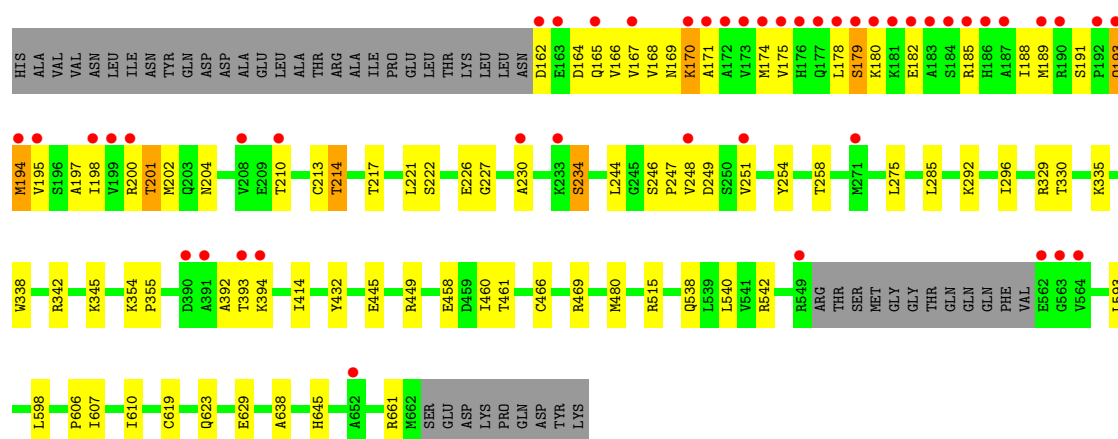 HIS ALA VAL VAL ASN LEU ILE ASN TYR GLN ASP ASP ALA GLU LEU ALA THR ARG ALA ILE PRO GLU LEU THR LYS LEU LEU ASN D162 E163 D164 Q165 V166 V167 V168 N169 K170 A171 A172 V173 M174 V175 H176 Q177 L178 S179 K180 K181 E182 A183 S184 R185 H186 A187 I188 M189 R190 S191 P192
M194 V195 S196 A197 I198 V199 R200 T201 M202 Q203 N204 V208 E209 T210 C213 T214 T217 L221 S222 E226 G227 A230 K233 S234 L244 G245 S246 P247 V248 D249 S250 V251 Y254 T258 M271 L275 L285 K292 I296 R329 T330 K335
W338 R342 K345 K354 P355 D390 A391 A392 T393 K394 I414 Y432 E445 R449 E458 D459 I460 T461 C466 R469 M480 R515 Q538 L539 L540 V541 R542 R549 ARG THR SER MET GLY GLY THR GLN GLN GLN PHE VAL E562 G563 V564
L598 P606 I607 I610 C619 Q623 E629 A638 H645 A652 R661 M662 SER GLU ASP LYS PRO GLN ASP TYR LYS